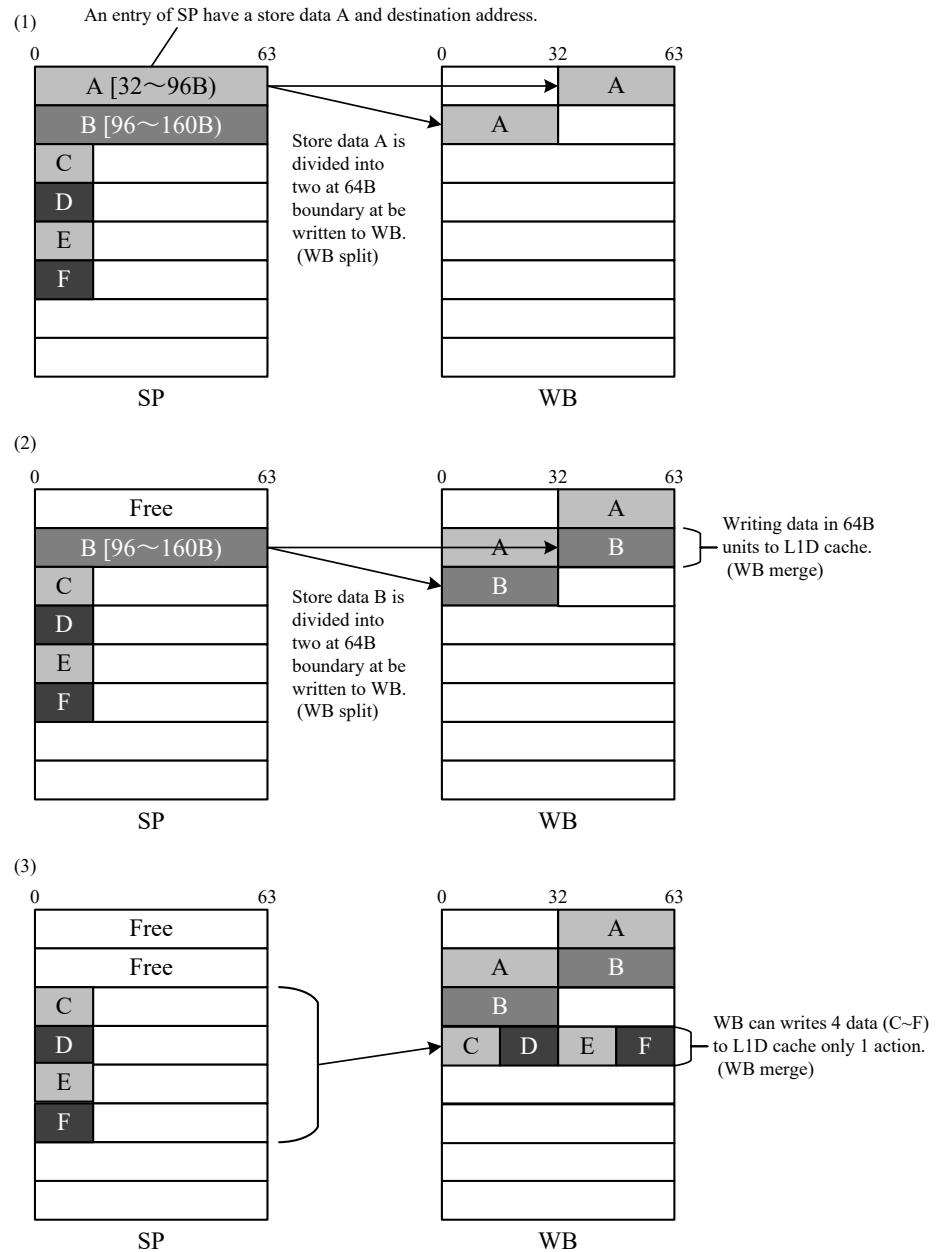 (1)
An entry of SP have a store data A and destination address.
0 63 0 32 63
A [32～96B) A
B [96～160B) A
Store data A is
divided into
two at 64B
boundary at be
written to WB.
(WB split)
C
D
E
F
SP WB
(2)
0 63 0 32 63
Free A
B [96～160B) A B
Writing data in 64B
units to L1D cache.
(WB merge)
C B
Store data B is
divided into
two at 64B
boundary at be
written to WB.
(WB split)
D
E
F
SP WB
(3)
0 63 0 32 63
Free A
Free A B
C B
D C D E F
WB can writes 4 data (C~F)
to L1D cache only 1 action.
(WB merge)
E
F
SP WB